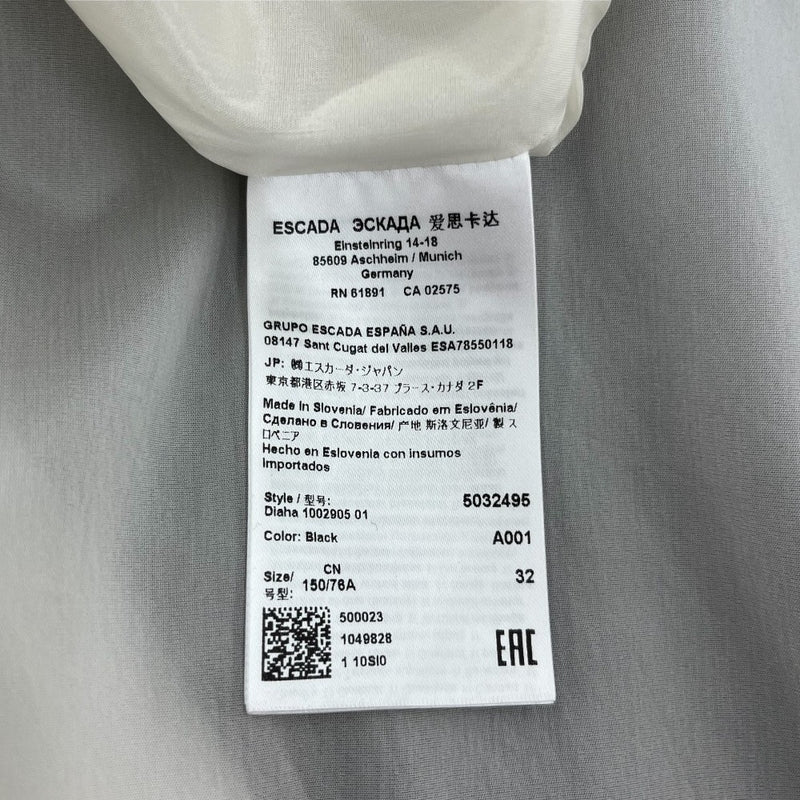 ESCADA ЭСКАДА 爱思卡达
Einsteinring 14-18
85609 Aschheim / Munich
Germany
RN 61891 CA 02575
GRUPO ESCADA ESPAÑA S.A.U.
08147 Sant Cugat del Valles ESA78550118
JP: ㈱エスカーダ・ジャパン
東京都港区赤坂 7-3-37 プラース・カナダ 2F
Made in Slovenia/ Fabricado em Eslovênia/
Сделано в Словения/ 产地 斯洛文尼亚/ 製 ス
ロベニア
Hecho en Eslovenia con insumos
importados
Style / 型号: 5032495
Diaha 1002905 01
Color: Black A001
Size/ CN 32
号型: 150/76A
500023
1049828
1 10SI0
EAC